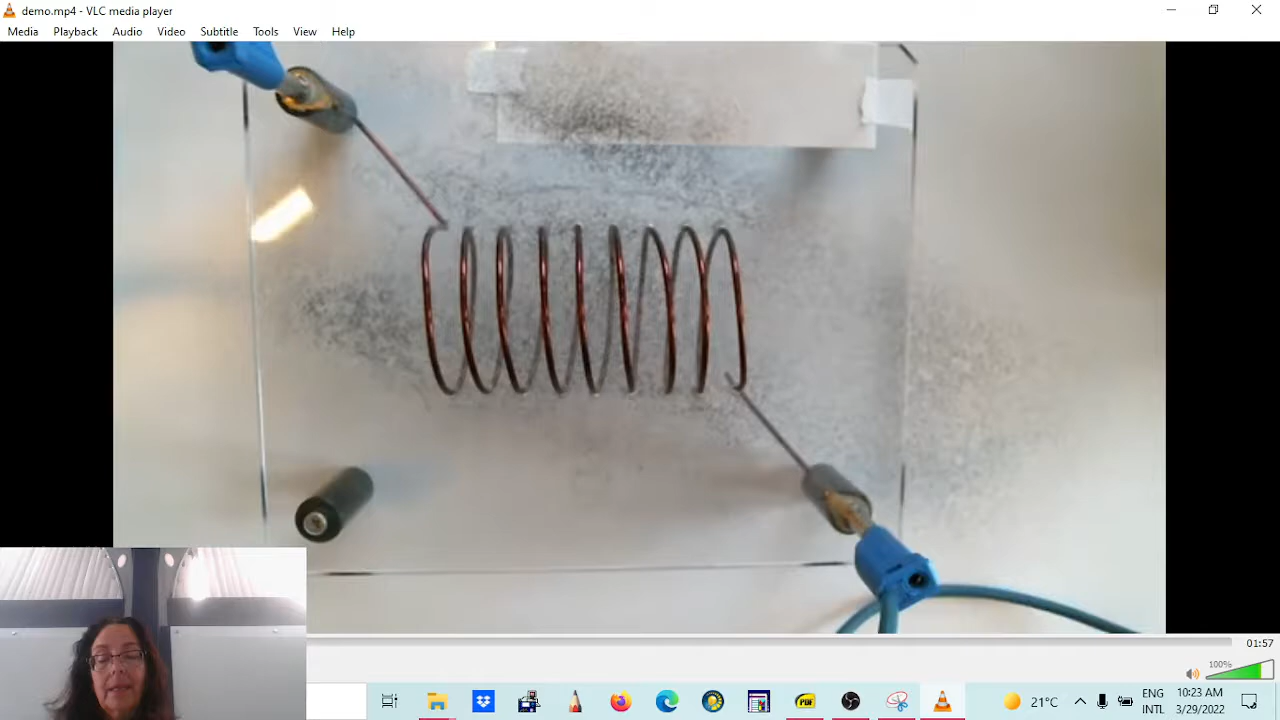 demo.mp4 - VLC media player
Media Playback Audio Video Subtitle Tools View Help
01:57
100%
PDF
21°C
ENG
INTL
10:23 AM
3/29/2022